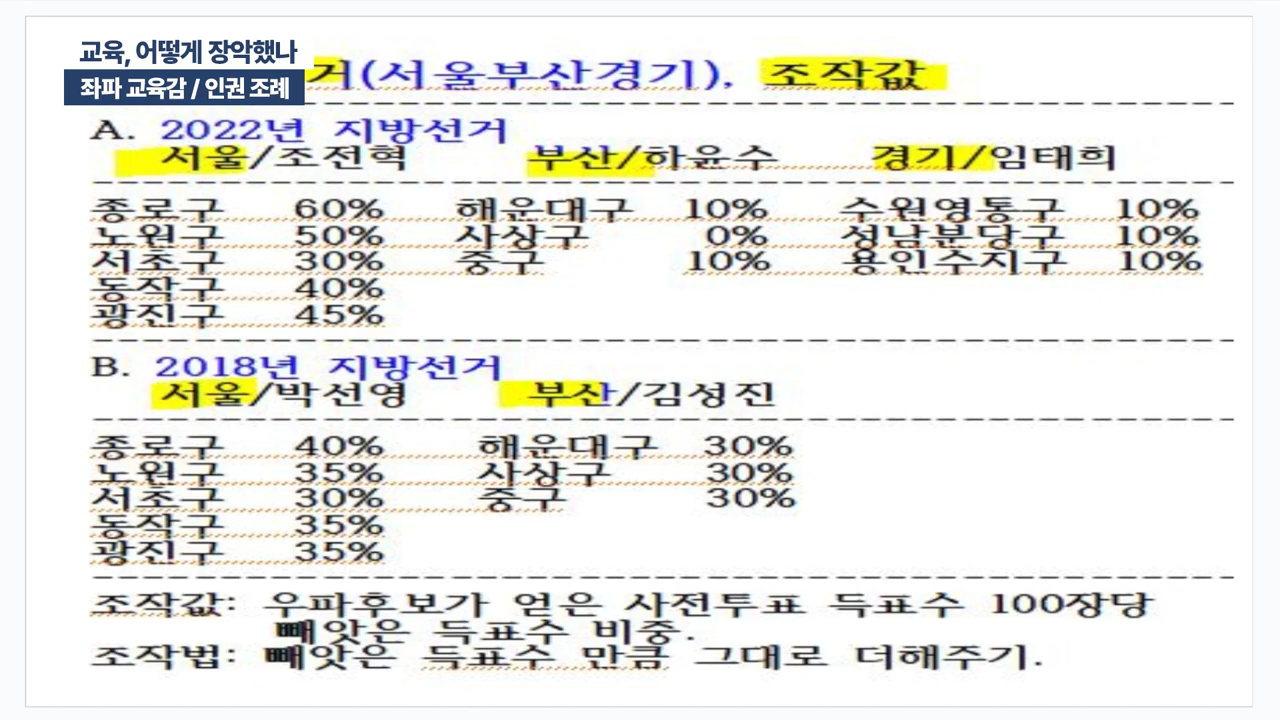 교육, 어떻게 장악했나
좌파 교육감 / 인권 조례
거(서울부산경기), 조작값
A. 2022년 지방선거
서울/조전혁 부산/하윤수 경기/임태희
종로구 60% 해운대구 10% 수원영통구 10%
노원구 50% 사상구 0% 성남분당구 10%
서초구 30% 중구 10% 용인수지구 10%
동작구 40%
광진구 45%
B. 2018년 지방선거
서울/박선영 부산/김성진
종로구 40% 해운대구 30%
노원구 35% 사상구 30%
서초구 30% 중구 30%
동작구 35%
광진구 35%
조작값: 우파후보가 얻은 사전투표 득표수 100장당
빼앗은 득표수 비중.
조작법: 빼앗은 득표수 만큼 그대로 더해주기.